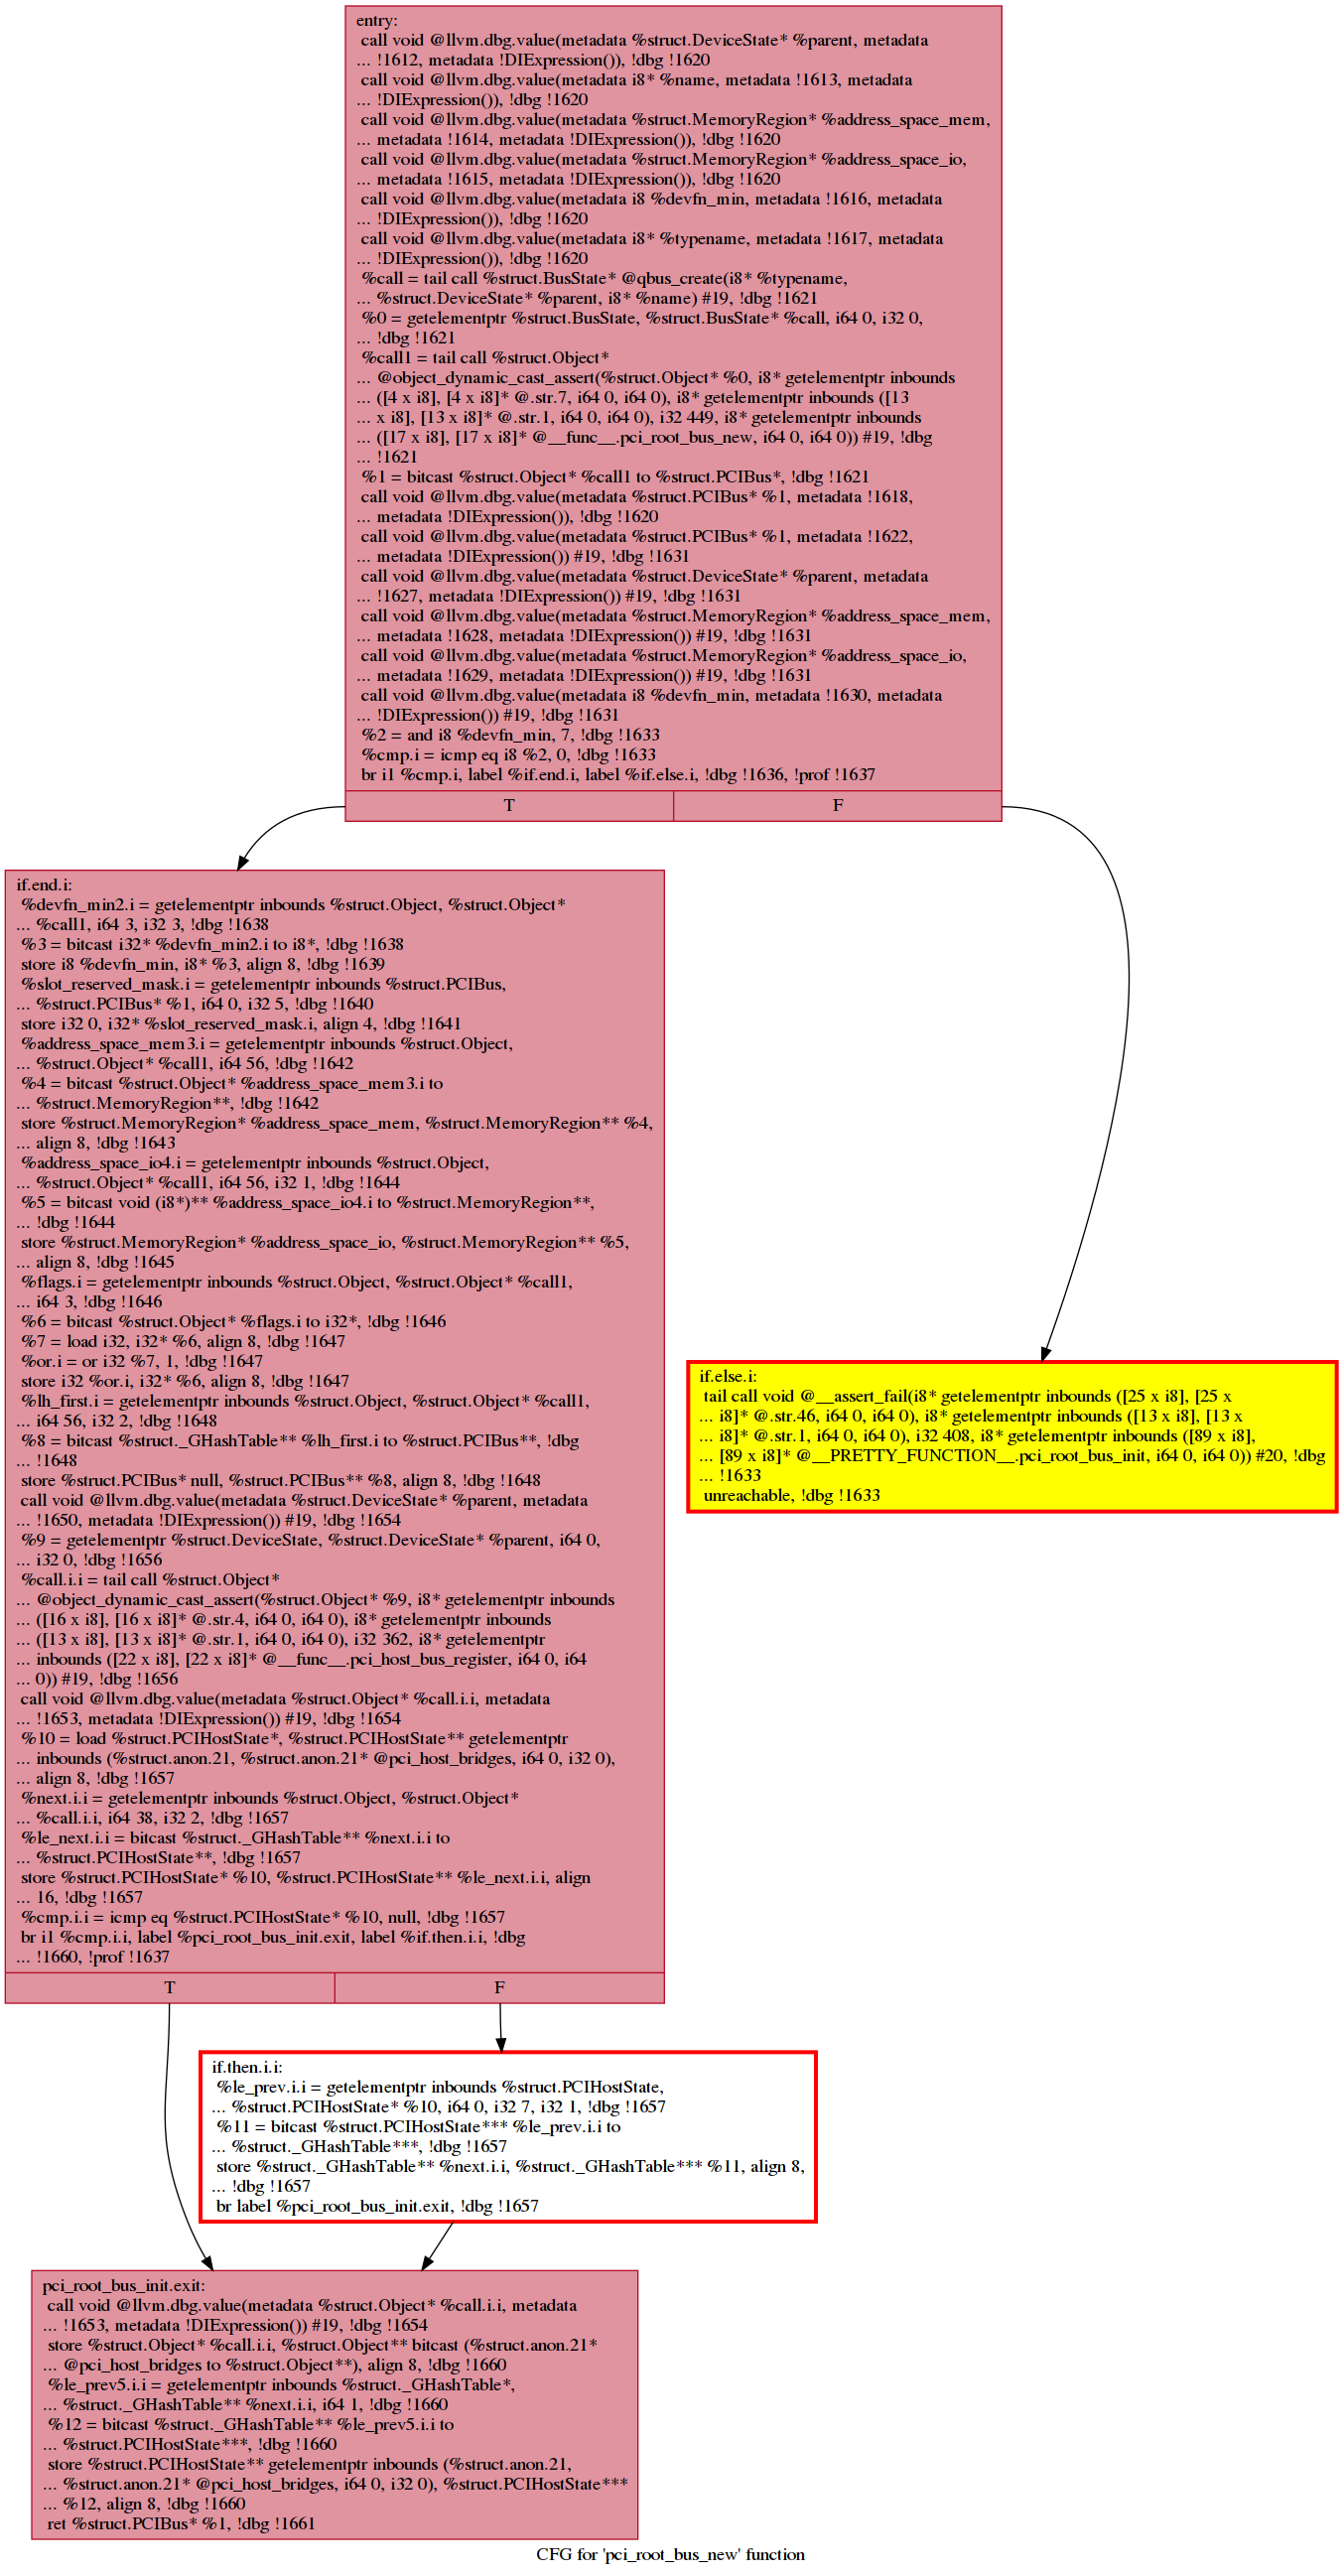 entry:
call void @llvm.dbg.value(metadata %struct.DeviceState* %parent, metadata
... !1612, metadata !DIExpression()), !dbg !1620
call void @llvm.dbg.value(metadata i8* %name, metadata !1613, metadata
... !DIExpression()), !dbg !1620
call void @llvm.dbg.value(metadata %struct.MemoryRegion* %address_space_mem,
... metadata !1614, metadata !DIExpression()), !dbg !1620
call void @llvm.dbg.value(metadata %struct.MemoryRegion* %address_space_io,
... metadata !1615, metadata !DIExpression()), !dbg !1620
call void @llvm.dbg.value(metadata i8 %devfn_min, metadata !1616, metadata
... !DIExpression()), !dbg !1620
call void @llvm.dbg.value(metadata i8* %typename, metadata !1617, metadata
... !DIExpression()), !dbg !1620
%call = tail call %struct.BusState* @qbus_create(i8* %typename,
... %struct.DeviceState* %parent, i8* %name) #19, !dbg !1621
%0 = getelementptr %struct.BusState, %struct.BusState* %call, i64 0, i32 0,
... !dbg !1621
%call1 = tail call %struct.Object*
... @object_dynamic_cast_assert(%struct.Object* %0, i8* getelementptr inbounds
... ([4 x i8], [4 x i8]* @.str.7, i64 0, i64 0), i8* getelementptr inbounds ([13
... x i8], [13 x i8]* @.str.1, i64 0, i64 0), i32 449, i8* getelementptr inbounds
... ([17 x i8], [17 x i8]* @__func__.pci_root_bus_new, i64 0, i64 0)) #19, !dbg
... !1621
%1 = bitcast %struct.Object* %call1 to %struct.PCIBus*, !dbg !1621
call void @llvm.dbg.value(metadata %struct.PCIBus* %1, metadata !1618,
... metadata !DIExpression()), !dbg !1620
call void @llvm.dbg.value(metadata %struct.PCIBus* %1, metadata !1622,
... metadata !DIExpression()) #19, !dbg !1631
call void @llvm.dbg.value(metadata %struct.DeviceState* %parent, metadata
... !1627, metadata !DIExpression()) #19, !dbg !1631
call void @llvm.dbg.value(metadata %struct.MemoryRegion* %address_space_mem,
... metadata !1628, metadata !DIExpression()) #19, !dbg !1631
call void @llvm.dbg.value(metadata %struct.MemoryRegion* %address_space_io,
... metadata !1629, metadata !DIExpression()) #19, !dbg !1631
call void @llvm.dbg.value(metadata i8 %devfn_min, metadata !1630, metadata
... !DIExpression()) #19, !dbg !1631
%2 = and i8 %devfn_min, 7, !dbg !1633
%cmp.i = icmp eq i8 %2, 0, !dbg !1633
br i1 %cmp.i, label %if.end.i, label %if.else.i, !dbg !1636, !prof !1637
T F
if.end.i:
%devfn_min2.i = getelementptr inbounds %struct.Object, %struct.Object*
... %call1, i64 3, i32 3, !dbg !1638
%3 = bitcast i32* %devfn_min2.i to i8*, !dbg !1638
store i8 %devfn_min, i8* %3, align 8, !dbg !1639
%slot_reserved_mask.i = getelementptr inbounds %struct.PCIBus,
... %struct.PCIBus* %1, i64 0, i32 5, !dbg !1640
store i32 0, i32* %slot_reserved_mask.i, align 4, !dbg !1641
%address_space_mem3.i = getelementptr inbounds %struct.Object,
... %struct.Object* %call1, i64 56, !dbg !1642
%4 = bitcast %struct.Object* %address_space_mem3.i to
... %struct.MemoryRegion**, !dbg !1642
store %struct.MemoryRegion* %address_space_mem, %struct.MemoryRegion** %4,
... align 8, !dbg !1643
%address_space_io4.i = getelementptr inbounds %struct.Object,
... %struct.Object* %call1, i64 56, i32 1, !dbg !1644
%5 = bitcast void (i8*)** %address_space_io4.i to %struct.MemoryRegion**,
... !dbg !1644
store %struct.MemoryRegion* %address_space_io, %struct.MemoryRegion** %5,
... align 8, !dbg !1645
%flags.i = getelementptr inbounds %struct.Object, %struct.Object* %call1,
... i64 3, !dbg !1646
%6 = bitcast %struct.Object* %flags.i to i32*, !dbg !1646
%7 = load i32, i32* %6, align 8, !dbg !1647
%or.i = or i32 %7, 1, !dbg !1647
store i32 %or.i, i32* %6, align 8, !dbg !1647
%lh_first.i = getelementptr inbounds %struct.Object, %struct.Object* %call1,
... i64 56, i32 2, !dbg !1648
%8 = bitcast %struct._GHashTable** %lh_first.i to %struct.PCIBus**, !dbg
... !1648
store %struct.PCIBus* null, %struct.PCIBus** %8, align 8, !dbg !1648
call void @llvm.dbg.value(metadata %struct.DeviceState* %parent, metadata
... !1650, metadata !DIExpression()) #19, !dbg !1654
%9 = getelementptr %struct.DeviceState, %struct.DeviceState* %parent, i64 0,
... i32 0, !dbg !1656
%call.i.i = tail call %struct.Object*
... @object_dynamic_cast_assert(%struct.Object* %9, i8* getelementptr inbounds
... ([16 x i8], [16 x i8]* @.str.4, i64 0, i64 0), i8* getelementptr inbounds
... ([13 x i8], [13 x i8]* @.str.1, i64 0, i64 0), i32 362, i8* getelementptr
... inbounds ([22 x i8], [22 x i8]* @__func__.pci_host_bus_register, i64 0, i64
... 0)) #19, !dbg !1656
call void @llvm.dbg.value(metadata %struct.Object* %call.i.i, metadata
... !1653, metadata !DIExpression()) #19, !dbg !1654
%10 = load %struct.PCIHostState*, %struct.PCIHostState** getelementptr
... inbounds (%struct.anon.21, %struct.anon.21* @pci_host_bridges, i64 0, i32 0),
... align 8, !dbg !1657
%next.i.i = getelementptr inbounds %struct.Object, %struct.Object*
... %call.i.i, i64 38, i32 2, !dbg !1657
%le_next.i.i = bitcast %struct._GHashTable** %next.i.i to
... %struct.PCIHostState**, !dbg !1657
store %struct.PCIHostState* %10, %struct.PCIHostState** %le_next.i.i, align
... 16, !dbg !1657
%cmp.i.i = icmp eq %struct.PCIHostState* %10, null, !dbg !1657
br i1 %cmp.i.i, label %pci_root_bus_init.exit, label %if.then.i.i, !dbg
... !1660, !prof !1637
T F
if.else.i:
tail call void @__assert_fail(i8* getelementptr inbounds ([25 x i8], [25 x
... i8]* @.str.46, i64 0, i64 0), i8* getelementptr inbounds ([13 x i8], [13 x
... i8]* @.str.1, i64 0, i64 0), i32 408, i8* getelementptr inbounds ([89 x i8],
... [89 x i8]* @__PRETTY_FUNCTION__.pci_root_bus_init, i64 0, i64 0)) #20, !dbg
... !1633
unreachable, !dbg !1633
if.then.i.i:
%le_prev.i.i = getelementptr inbounds %struct.PCIHostState,
... %struct.PCIHostState* %10, i64 0, i32 7, i32 1, !dbg !1657
%11 = bitcast %struct.PCIHostState*** %le_prev.i.i to
... %struct._GHashTable***, !dbg !1657
store %struct._GHashTable** %next.i.i, %struct._GHashTable*** %11, align 8,
... !dbg !1657
br label %pci_root_bus_init.exit, !dbg !1657
pci_root_bus_init.exit:
call void @llvm.dbg.value(metadata %struct.Object* %call.i.i, metadata
... !1653, metadata !DIExpression()) #19, !dbg !1654
store %struct.Object* %call.i.i, %struct.Object** bitcast (%struct.anon.21*
... @pci_host_bridges to %struct.Object**), align 8, !dbg !1660
%le_prev5.i.i = getelementptr inbounds %struct._GHashTable*,
... %struct._GHashTable** %next.i.i, i64 1, !dbg !1660
%12 = bitcast %struct._GHashTable** %le_prev5.i.i to
... %struct.PCIHostState***, !dbg !1660
store %struct.PCIHostState** getelementptr inbounds (%struct.anon.21,
... %struct.anon.21* @pci_host_bridges, i64 0, i32 0), %struct.PCIHostState***
... %12, align 8, !dbg !1660
ret %struct.PCIBus* %1, !dbg !1661
CFG for 'pci_root_bus_new' function